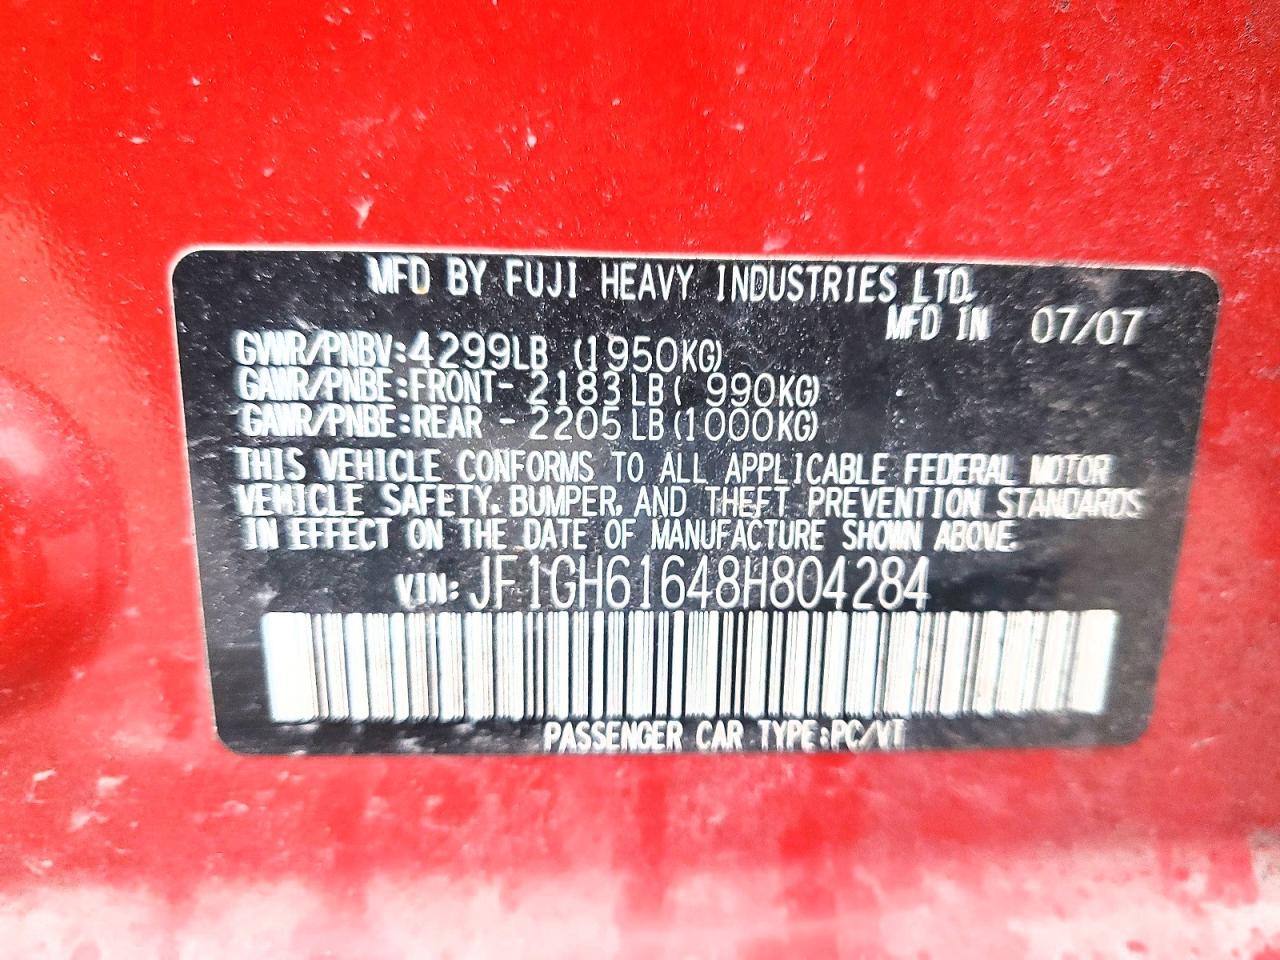 MFD BY FUJI HEAVY INDUSTRIES LTD.
MFD IN 07/07
GVWR/PNBV:4299LB (1950KG)
GAWR/PNBE:FRONT- 2183LB( 990KG)
GAWR/PNBE:REAR - 2205LB(1000KG)
THIS VEHICLE CONFORMS TO ALL APPLICABLE FEDERAL MOTOR
VEHICLE SAFETY, BUMPER, AND THEFT PREVENTION STANDARDS
IN EFFECT ON THE DATE OF MANUFACTURE SHOWN ABOVE.
VIN: JF1GH61648H804284
PASSENGER CAR TYPE:PC/VT